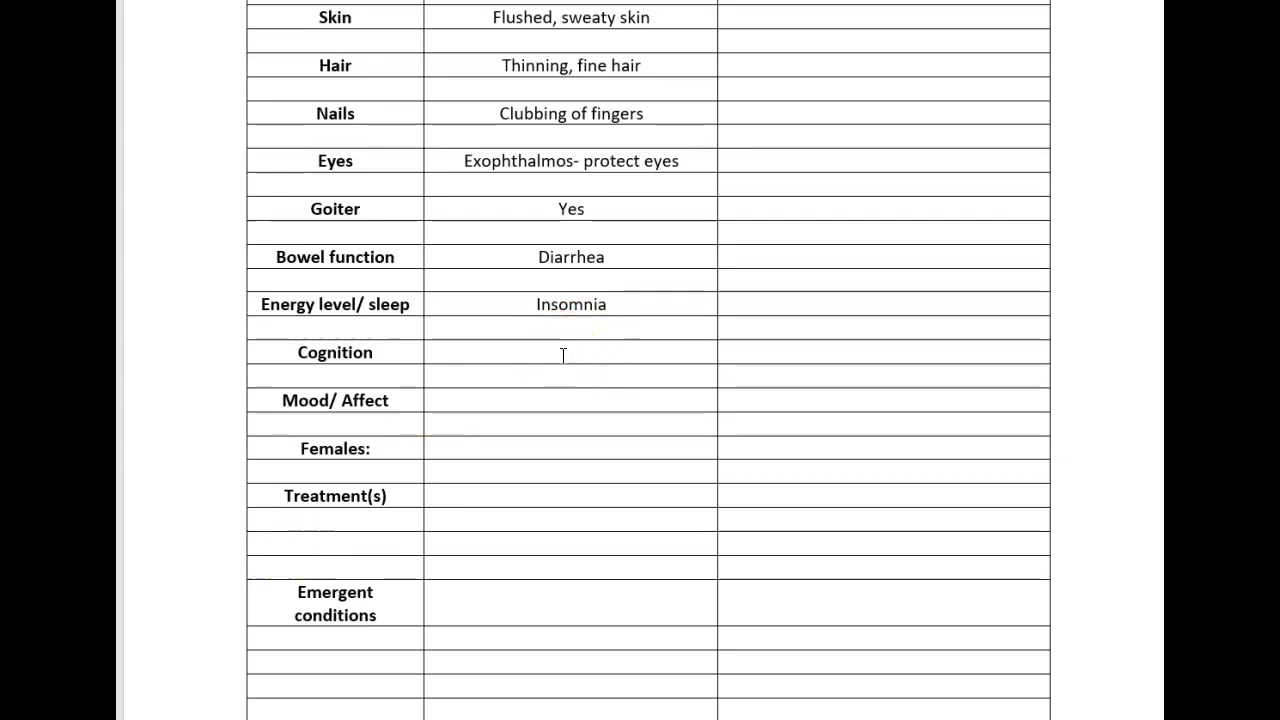 Skin Flushed, sweaty skin
Hair Thinning, fine hair
Nails Clubbing of fingers
Eyes Exophthalmos- protect eyes
Goiter Yes
Bowel function Diarrhea
Energy level/ sleep Insomnia
Cognition
Mood/ Affect
Females:
Treatment(s)
Emergent
conditions